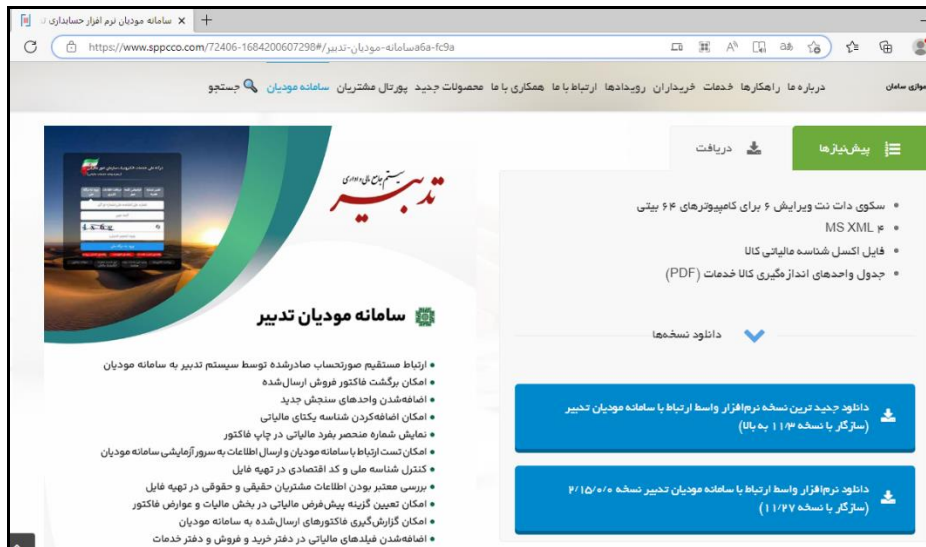 سامانه مودیان نرم افزار حسابداری
https://www.sppcco.com/72406-1684200607298#/سامانه-مودیان-تدبیرa6a-fc9a
موازی سامان
درباره ما راهکارها خدمات خریداران رویدادها ارتباط با ما همکاری با ما محصولات جدید پورتال مشتریان سامانه مودیان جستجو
پیش‌نیازها
دریافت
سکوی دات نت ویرایش ۶ برای کامپیوترهای ۶۴ بیتی
MS XML ۴
فایل اکسل شناسه مالیاتی کالا
جدول واحدهای اندازه‌گیری کالا خدمات (PDF)
دانلود نسخه‌ها
دانلود جدیدترین نسخه نرم‌افزار واسط ارتباط با سامانه مودیان تدبیر
(سازگار با نسخه ۱۱/۳ به بالا)
دانلود نرم‌افزار واسط ارتباط با سامانه مودیان تدبیر نسخه ۲/۱۵/۰/۰
(سازگار با نسخه ۱۱/۲۷)
سیستم جامع مالی و اداری
تدبیر
سامانه مودیان تدبیر
ارتباط مستقیم صورتحساب صادرشده توسط سیستم تدبیر به سامانه مودیان
امکان برگشت فاکتور فروش ارسال‌شده
اضافه‌شدن واحدهای سنجش جدید
امکان اضافه‌کردن شناسه یکتای مالیاتی
نمایش شماره منحصر بفرد مالیاتی در چاپ فاکتور
امکان تست ارتباط با سامانه مودیان و ارسال اطلاعات به سرور آزمایشی سامانه مودیان
کنترل شناسه ملی و کد اقتصادی در تهیه فایل
بررسی معتبر بودن اطلاعات مشتریان حقیقی و حقوقی در تهیه فایل
امکان تعیین گزینه پیش‌فرض مالیاتی در بخش مالیات و عوارض فاکتور
امکان گزارش‌گیری فاکتورهای ارسال‌شده به سامانه مودیان
اضافه‌شدن فیلدهای مالیاتی در دفتر خرید و فروش و دفتر خدمات